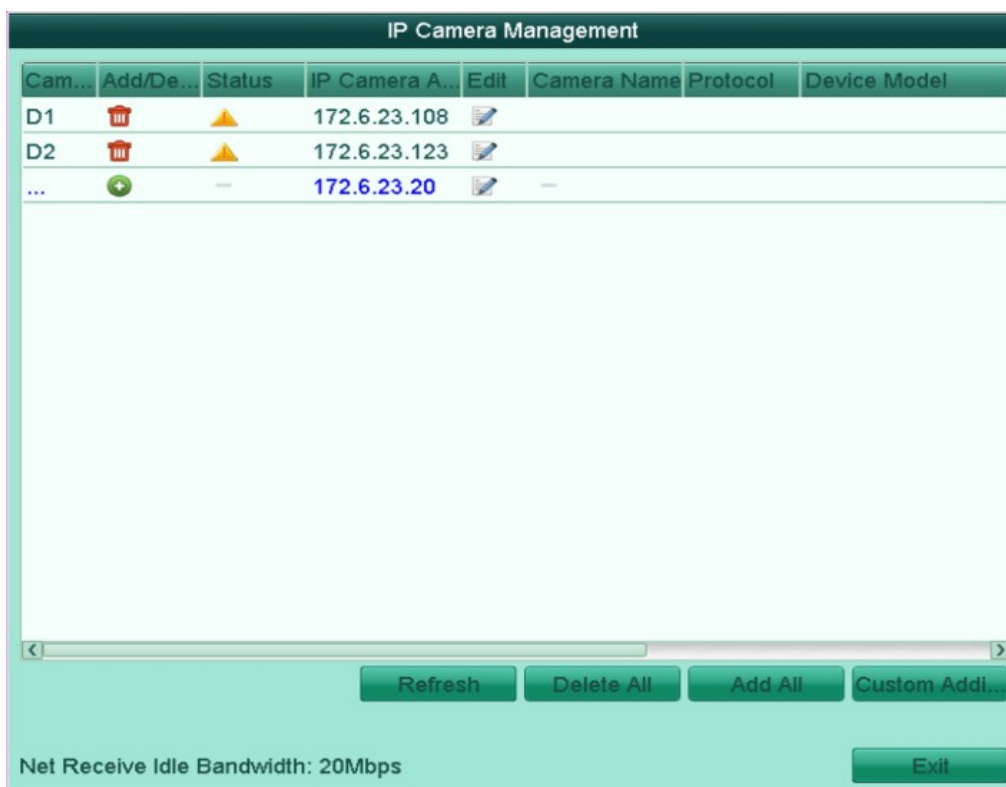 IP Camera Management
Cam... Add/De... Status IP Camera A... Edit Camera Name Protocol Device Model
D1 172.6.23.108
D2 172.6.23.123
... — 172.6.23.20 —
Refresh Delete All Add All Custom Addi...
Net Receive Idle Bandwidth: 20Mbps Exit